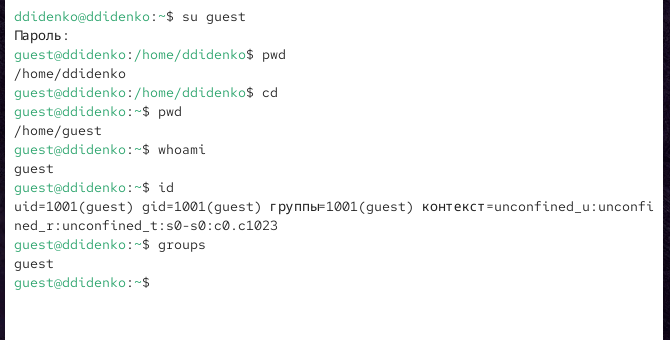 ddidenko@ddidenko:~$ su guest
Пароль:
guest@ddidenko:/home/ddidenko$ pwd
/home/ddidenko
guest@ddidenko:/home/ddidenko$ cd
guest@ddidenko:~$ pwd
/home/guest
guest@ddidenko:~$ whoami
guest
guest@ddidenko:~$ id
uid=1001(guest) gid=1001(guest) группы=1001(guest) контекст=unconfined_u:unconfi
ned_r:unconfined_t:s0-s0:c0.c1023
guest@ddidenko:~$ groups
guest
guest@ddidenko:~$